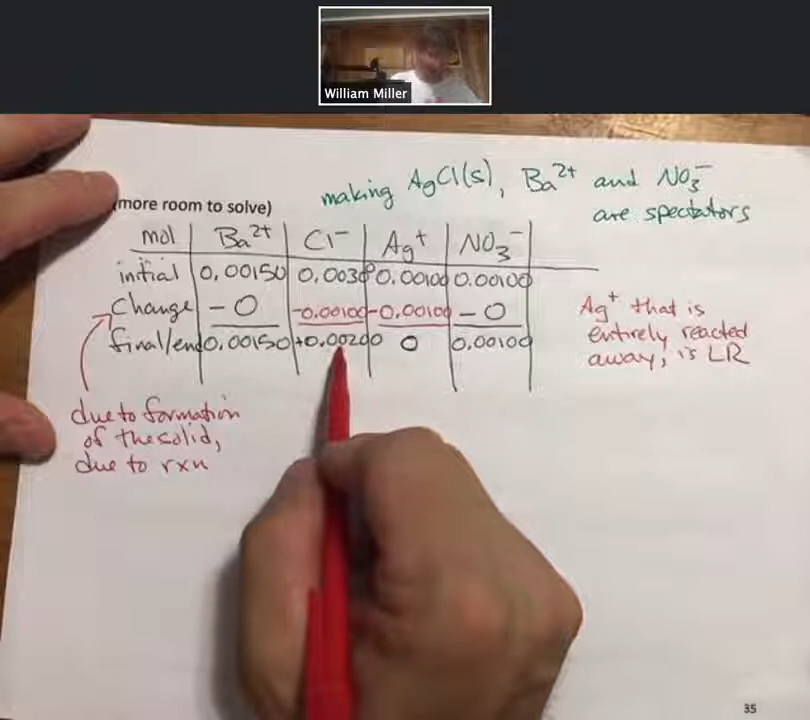 William Miller
making AgCl(s), Ba²⁺ and NO₃⁻
are spectators
(more room to solve)
mol Ba²⁺ Cl⁻ Ag⁺ NO₃⁻
initial 0.00150 0.00300 0.00100 0.00100
change - 0 -0.00100 -0.00100 - 0
final/end 0.00150 +0.00200 0 0.00100
Ag⁺ that is
entirely reacted
away, is LR
due to formation
of the solid,
due to rxn
35